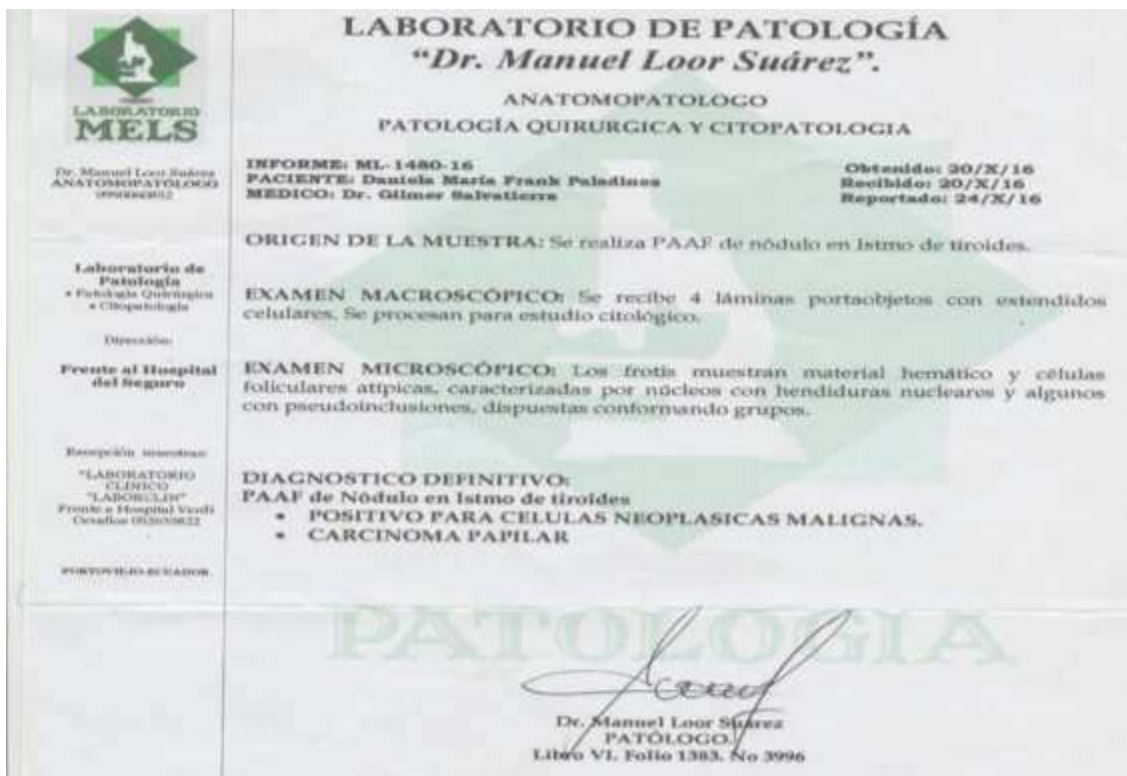 LABORATORIO DE PATOLOGÍA
“Dr. Manuel Loor Suárez”.
ANATOMOPATOLOGO
PATOLOGÍA QUIRURGICA Y CITOPATOLOGIA
LABORATORIO
MELS
Dr. Manuel Loor Suárez
ANATOMOPATÓLOGO
INFORME: ML-1480-16
PACIENTE: Daniela María Frank Paladines
MEDICO: Dr. Gilmer Salvatierra
Obtenido: 20/X/16
Recibido: 20/X/16
Reportado: 24/X/16
ORIGEN DE LA MUESTRA: Se realiza PAAF de nódulo en Istmo de tiroides.
Laboratorio de
Patología
• Patología Quirúrgica
• Citopatología
Dirección:
Frente al Hospital
del Seguro
EXAMEN MACROSCÓPICO: Se recibe 4 láminas portaobjetos con extendidos
celulares. Se procesan para estudio citológico.
EXAMEN MICROSCÓPICO: Los frotis muestran material hemático y células
foliculares atípicas, caracterizadas por núcleos con hendiduras nucleares y algunos
con pseudoinclusiones, dispuestas conformando grupos.
Recepción muestras:
"LABORATORIO
CLINICO
"LABORCLIN"
Frente a Hospital Verdi
PORTOVIEJO-ECUADOR
DIAGNOSTICO DEFINITIVO:
PAAF de Nódulo en Istmo de tiroides
• POSITIVO PARA CELULAS NEOPLASICAS MALIGNAS.
• CARCINOMA PAPILAR
PATOLOGIA
Dr. Manuel Loor Suárez
PATÓLOGO.
Libro VI. Folio 1383. No 3996